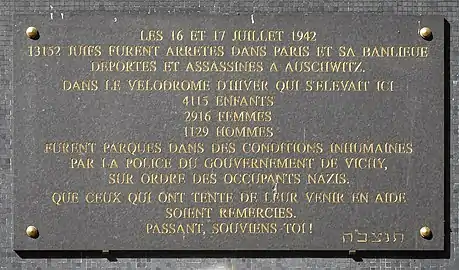 LES 16 ET 17 JUILLET 1942
13152 JUIFS FURENT ARRETES DANS PARIS ET SA BANLIEUE
DEPORTES ET ASSASSINES A AUSCHWITZ.
DANS LE VELODROME D'HIVER QUI S'ELEVAIT ICI
4115 ENFANTS
2916 FEMMES
1129 HOMMES
FURENT PARQUES DANS DES CONDITIONS INHUMAINES
PAR LA POLICE DU GOUVERNEMENT DE VICHY,
SUR ORDRE DES OCCUPANTS NAZIS.
QUE CEUX QUI ONT TENTE DE LEUR VENIR EN AIDE
SOIENT REMERCIES.
PASSANT, SOUVIENS-TOI !
תנצבה